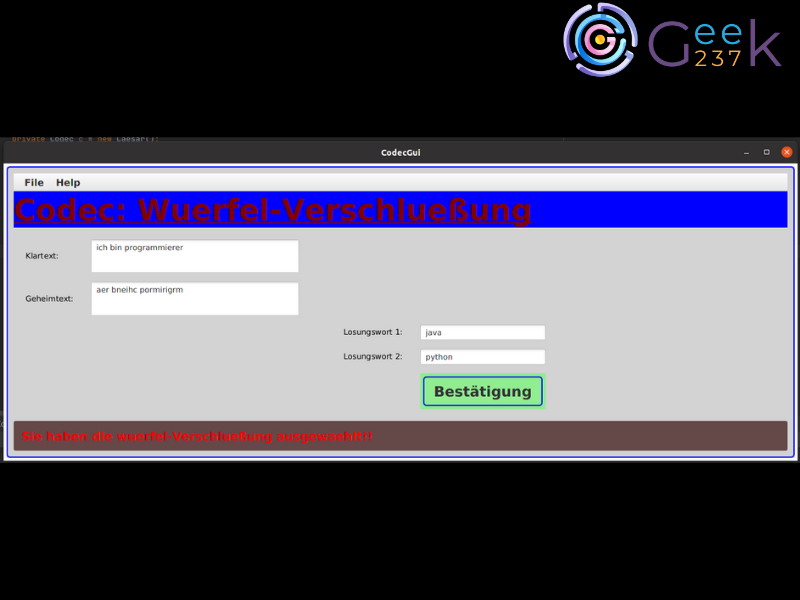 Geek
237
private Codec c = new Caesar();
CodecGui
File Help
Codec: Wuerfel-Verschlueßung
Klartext:
ich bin programmierer
Geheimtext:
aer bneihc pormirigrm
Losungswort 1:
java
Losungswort 2:
python
Bestätigung
Sie haben die wuerfel-Verschlueßung ausgewaehlt!!